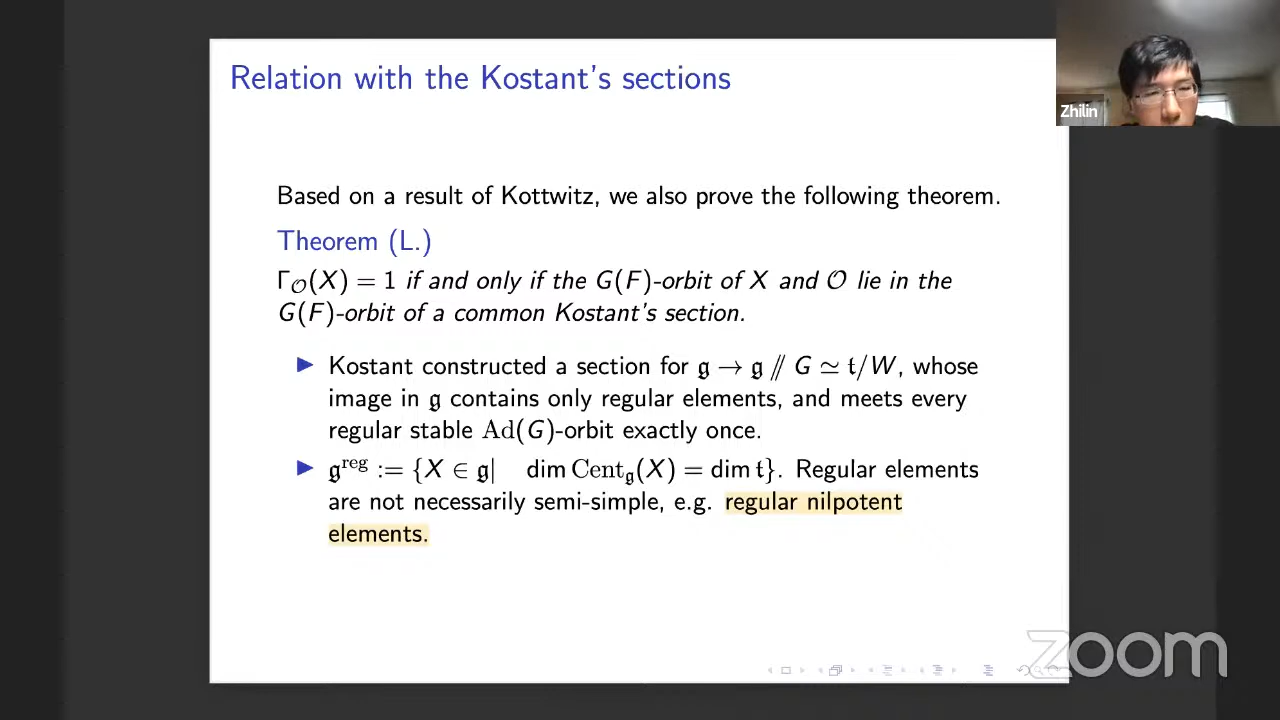 Relation with the Kostant's sections
Zhilin
Based on a result of Kottwitz, we also prove the following theorem.
Theorem (L.)
Γ_𝒪(X) = 1 if and only if the G(F)-orbit of X and 𝒪 lie in the
G(F)-orbit of a common Kostant's section.
▶ Kostant constructed a section for 𝔤 → 𝔤 ⫽ G ≃ 𝔱/W, whose
image in 𝔤 contains only regular elements, and meets every
regular stable Ad(G)-orbit exactly once.
▶ 𝔤^reg := {X ∈ 𝔤| dim Cent_𝔤(X) = dim 𝔱}. Regular elements
are not necessarily semi-simple, e.g. regular nilpotent
elements.
zoom